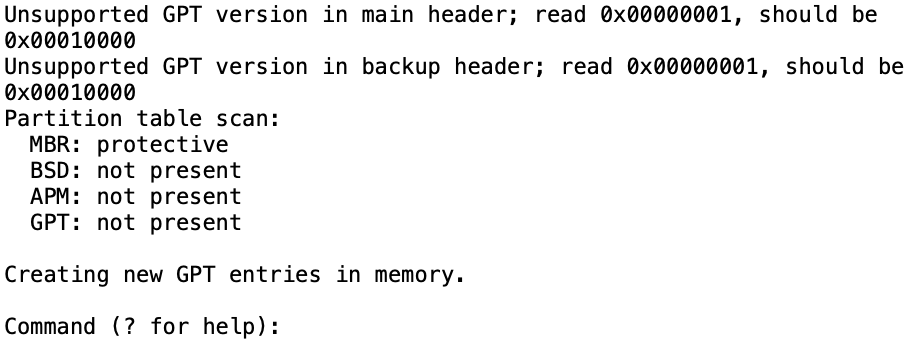 Unsupported GPT version in main header; read 0x00000001, should be
0x00010000
Unsupported GPT version in backup header; read 0x00000001, should be
0x00010000
Partition table scan:
  MBR: protective
  BSD: not present
  APM: not present
  GPT: not present

Creating new GPT entries in memory.

Command (? for help):